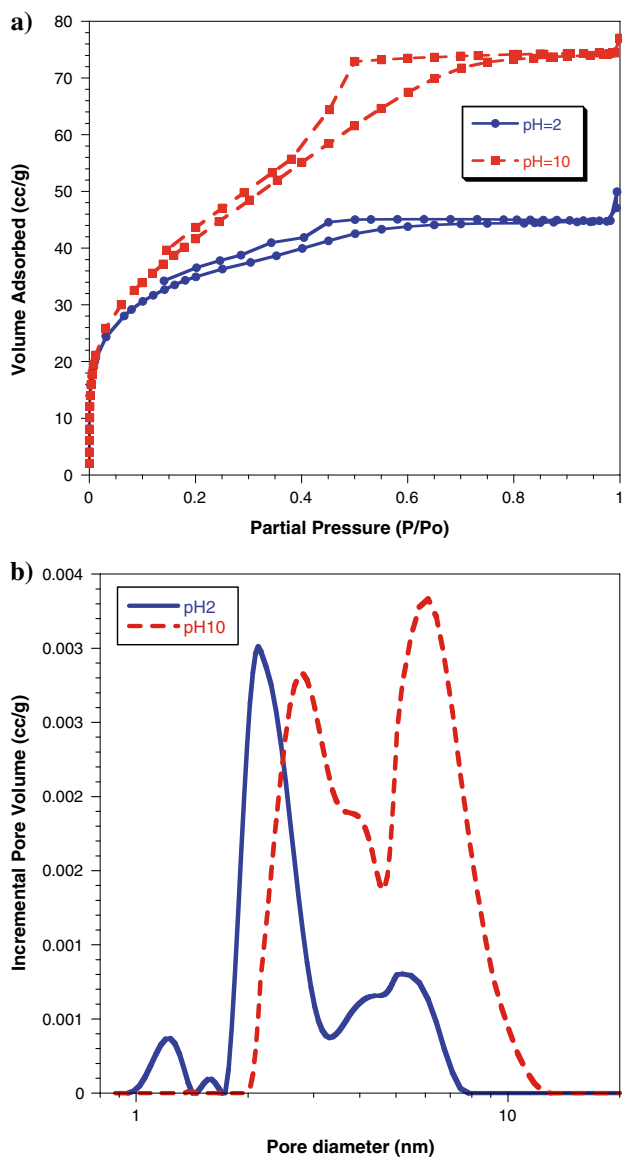 a)
80
70
60
50
40
30
20
10
0
Volume Adsorbed (cc/g)
pH=2
pH=10
0
0.2
0.4
0.6
0.8
1
Partial Pressure (P/Po)
b)
0.004
0.003
0.003
0.002
0.002
0.001
0.001
0
Incremental Pore Volume (cc/g)
pH2
pH10
1
10
Pore diameter (nm)